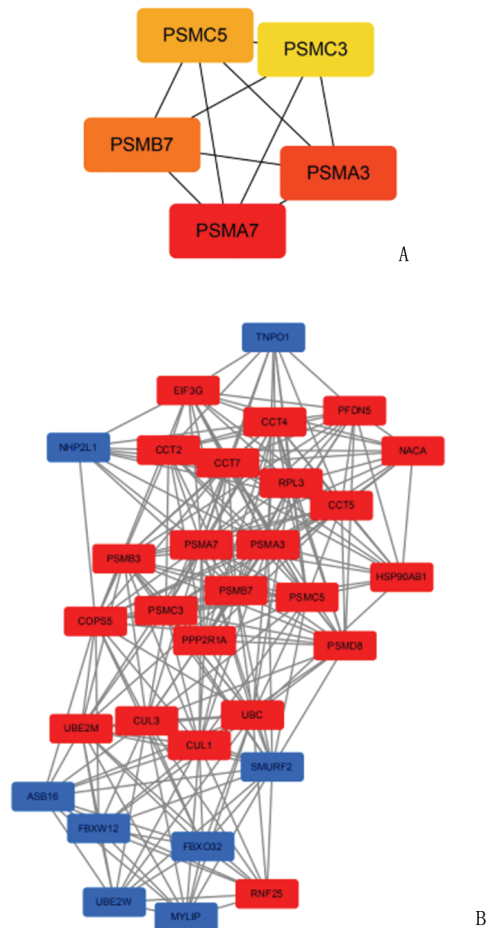 PSMC5
PSMC3
PSMB7
PSMA3
PSMA7
A
TNPO1
EIF3G
PFDN5
CCT4
NHP2L1
CCT2
NACA
CCT7
RPL3
CCT5
PSMA7
PSMA3
PSMB3
HSP90AB1
PSMB7
PSMC5
PSMC3
COPS5
PPP2R1A
PSMD8
UBC
CUL3
UBE2M
CUL1
SMURF2
ASB16
FBXW12
FBXO32
RNF25
UBE2W
MYLIP
B